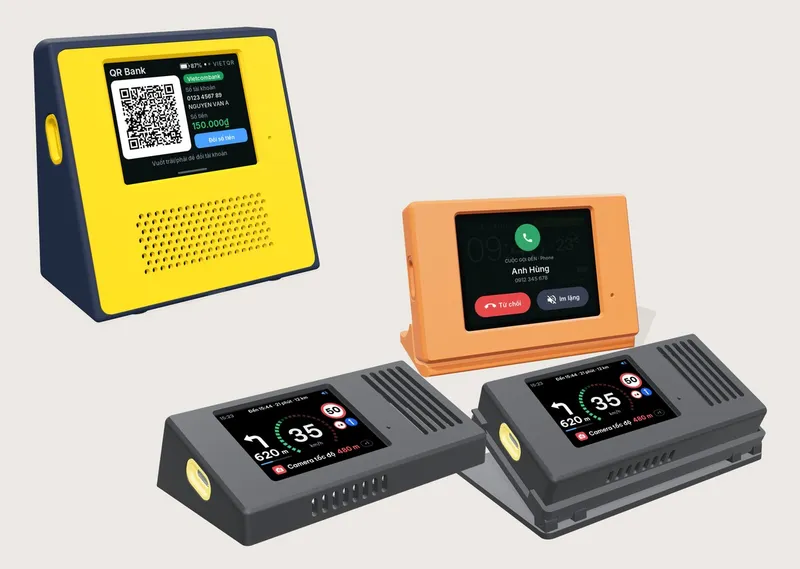 QR Bank
87%
VIETQR
Vietcombank
Số tài khoản
0123 4567 89
NGUYEN VAN A
Số tiền
150.000₫
Đổi số tiền
Vuốt trái/phải để đổi tài khoản
CUỘC GỌI ĐẾN · Phone
Anh Hùng
0912 345 678
Từ chối
Im lặng
15:23
Đến 15:44 · 21 phút · 12 km
50
35
km/h
620 m
Camera tốc độ 480 m
15:23
Đến 15:44 · 21 phút · 12 km
50
35
km/h
620 m
Camera tốc độ 480 m